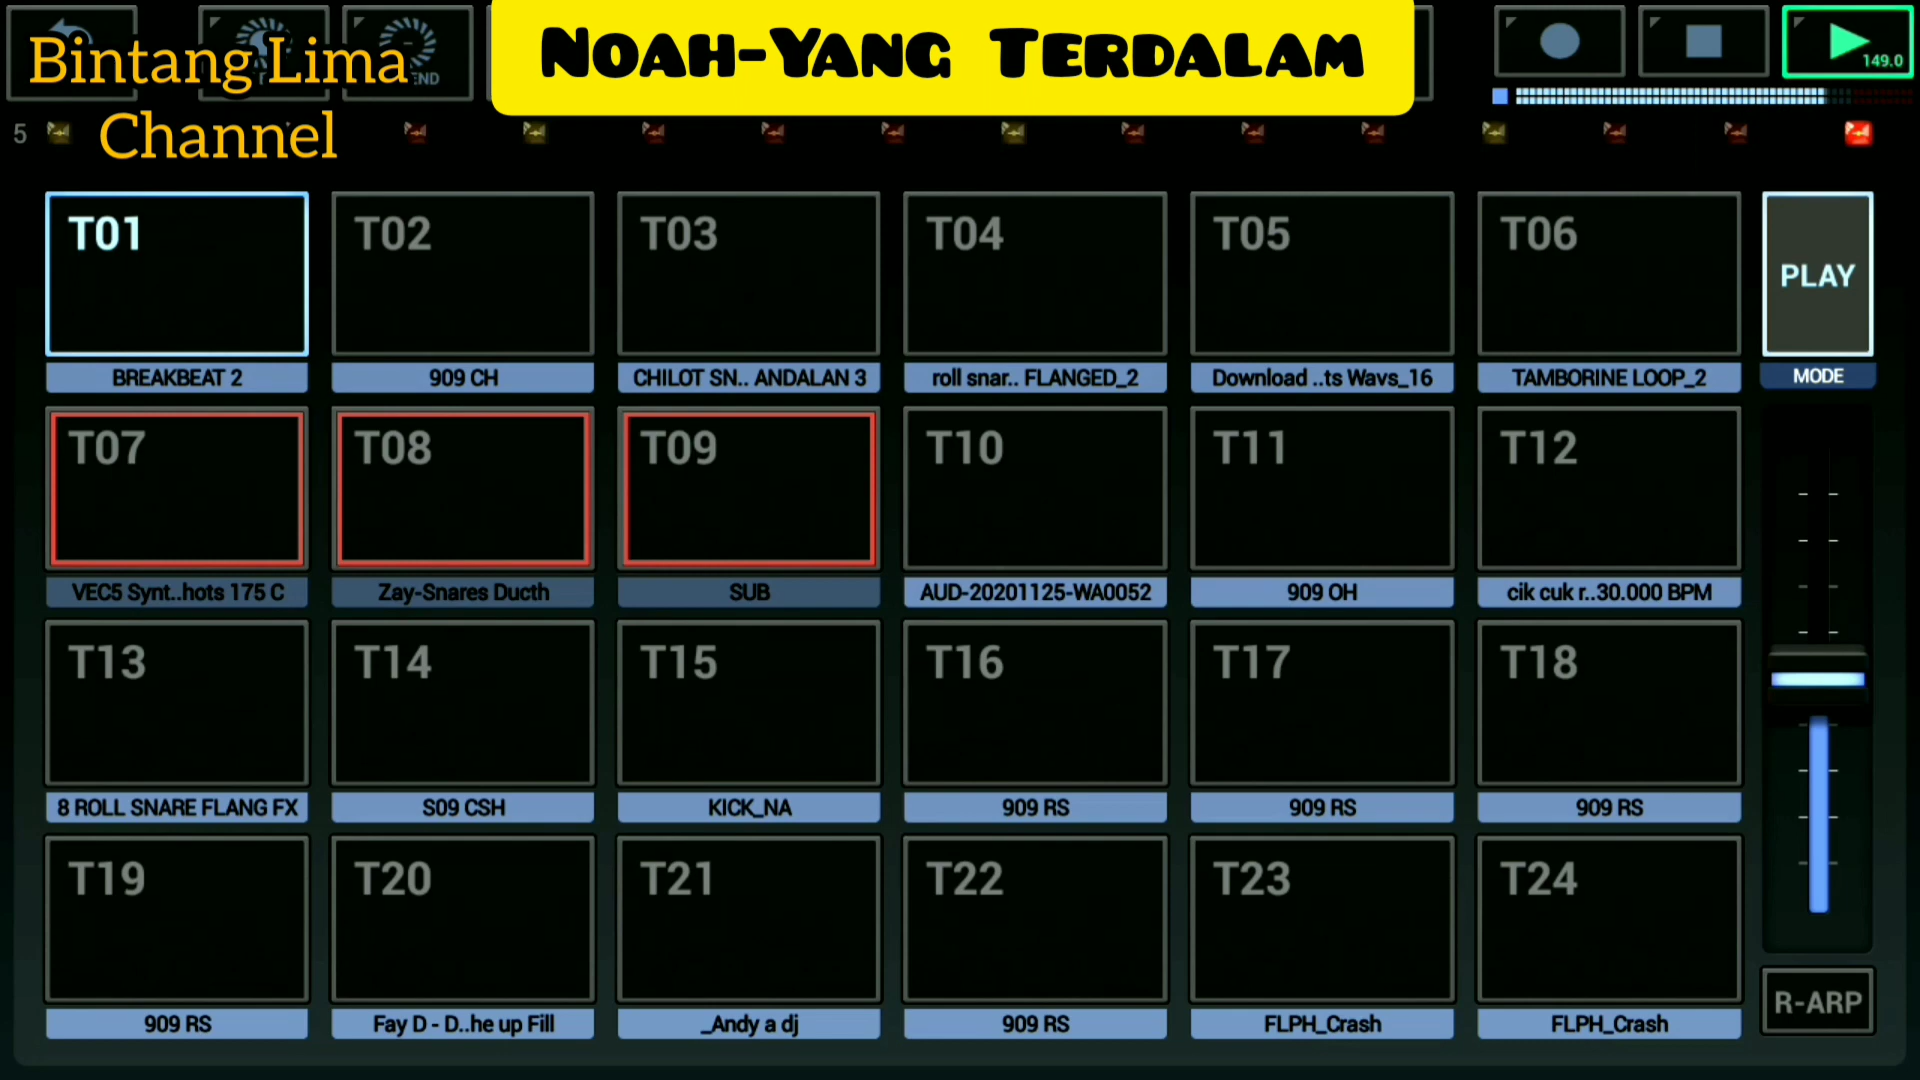 Bintang Lima
Channel
END
NOAH-YANG TERDALAM
149.0
5
T01
T02
T03
T04
T05
T06
PLAY
BREAKBEAT 2
909 CH
CHILOT SN.. ANDALAN 3
roll snar.. FLANGED_2
Download ..ts Wavs_16
TAMBORINE LOOP_2
MODE
T07
T08
T09
T10
T11
T12
VEC5 Synt..hots 175 C
Zay-Snares Ducth
SUB
AUD-20201125-WA0052
909 OH
cik cuk r..30.000 BPM
T13
T14
T15
T16
T17
T18
8 ROLL SNARE FLANG FX
S09 CSH
KICK_NA
909 RS
909 RS
909 RS
T19
T20
T21
T22
T23
T24
R-ARP
909 RS
Fay D - D..he up Fill
_Andy a dj
909 RS
FLPH_Crash
FLPH_Crash